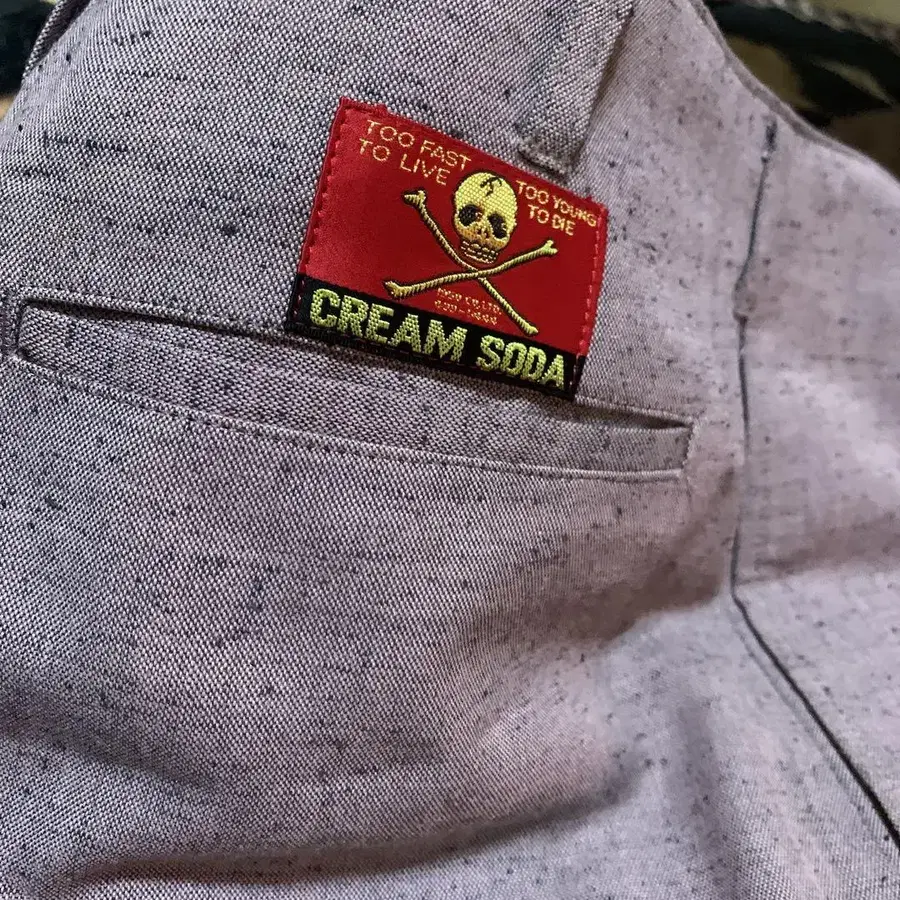 TOO FAST
TO LIVE
TOO YOUNG
TO DIE
CREAM SODA